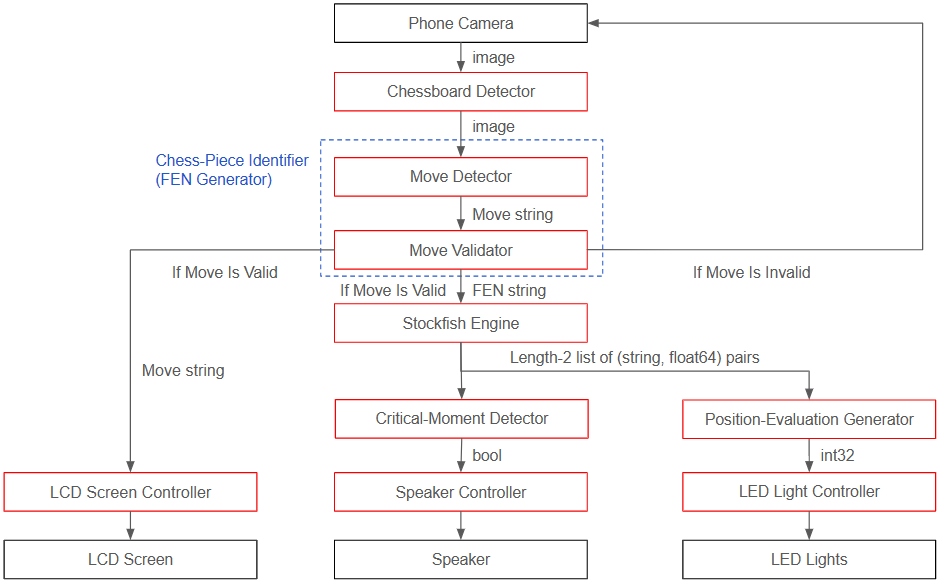 Phone Camera
image
Chessboard Detector
image
Chess-Piece Identifier
(FEN Generator)
Move Detector
Move string
Move Validator
If Move Is Valid
If Move Is Invalid
If Move Is Valid
FEN string
Stockfish Engine
Length-2 list of (string, float64) pairs
Move string
Critical-Moment Detector
Position-Evaluation Generator
bool
int32
LCD Screen Controller
Speaker Controller
LED Light Controller
LCD Screen
Speaker
LED Lights